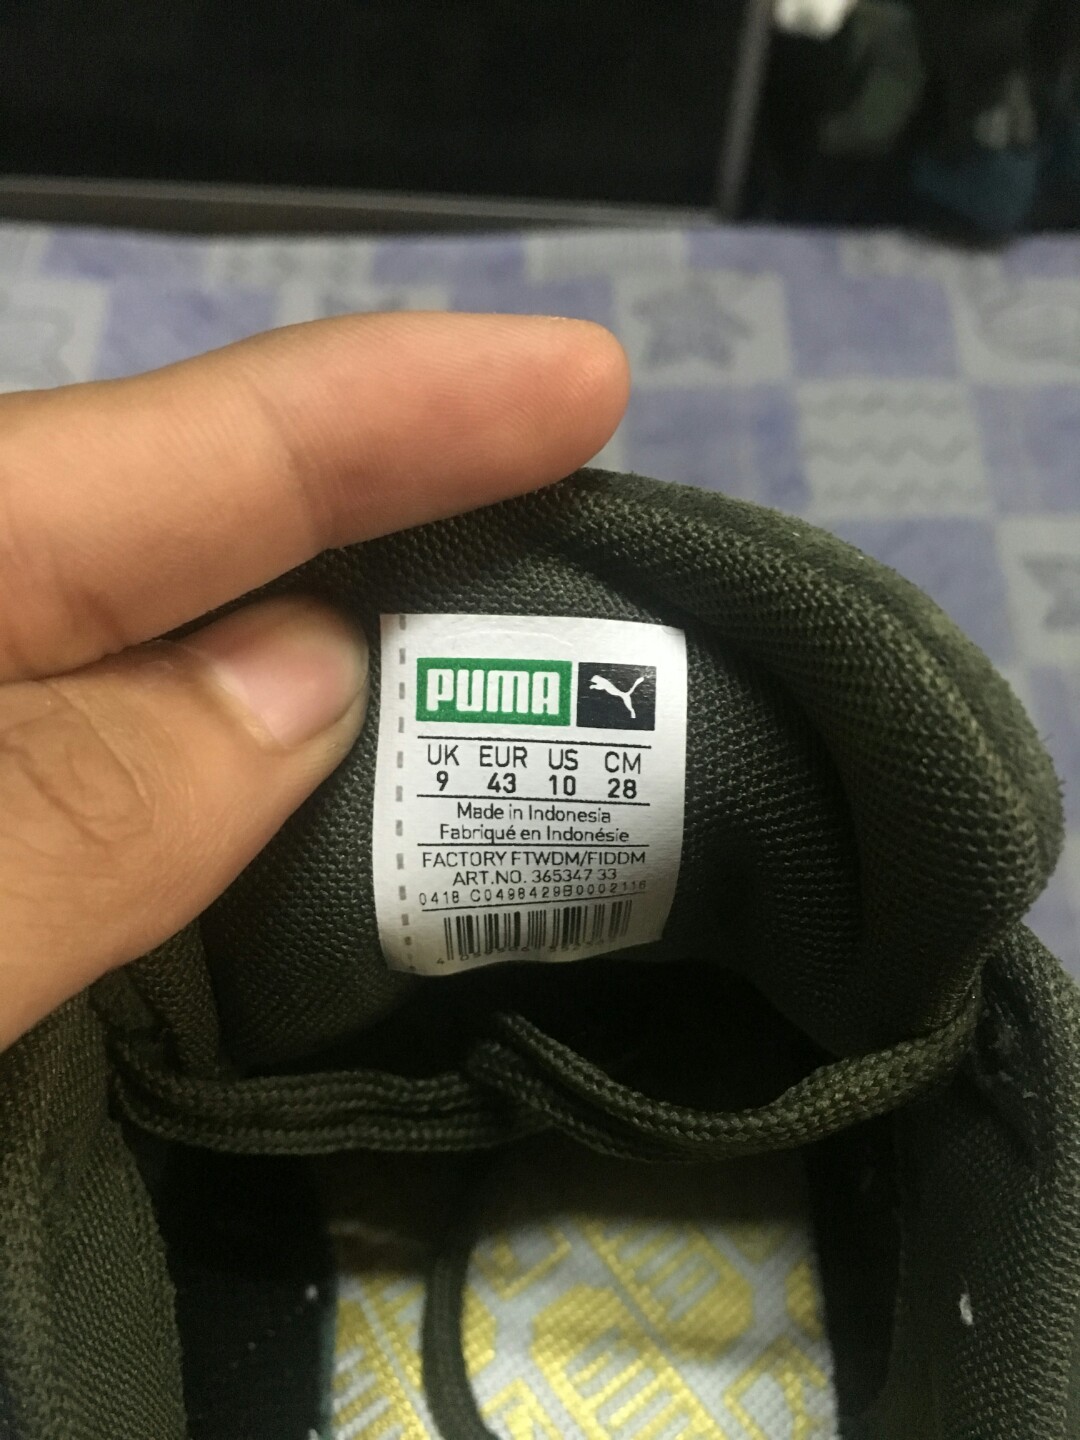 PUMA
UK EUR US CM
9 43 10 28
Made in Indonesia
Fabriqué en Indonésie
FACTORY FTWDM/FIDDM
ART.NO. 365347 33
0418 C0498429B0002116